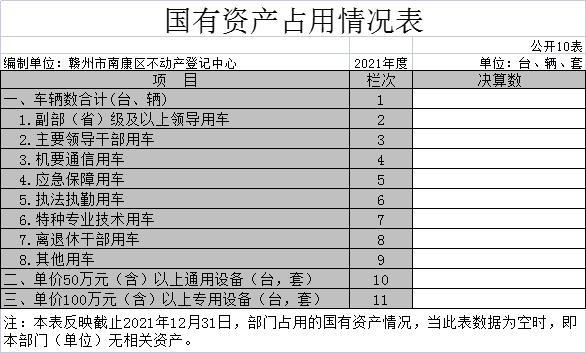 国有资产占用情况表
公开10表
编制单位：赣州市南康区不动产登记中心 2021年度 单位：台、辆、套
项 目 栏次 决算数
一、车辆数合计(台、辆) 1
1.副部（省）级及以上领导用车 2
2.主要领导干部用车 3
3.机要通信用车 4
4.应急保障用车 5
5.执法执勤用车 6
6.特种专业技术用车 7
7.离退休干部用车 8
8.其他用车 9
二、单价50万元（含）以上通用设备（台，套） 10
三、单价100万元（含）以上专用设备（台，套） 11
注：本表反映截止2021年12月31日，部门占用的国有资产情况，当此表数据为空时，即
本部门（单位）无相关资产。